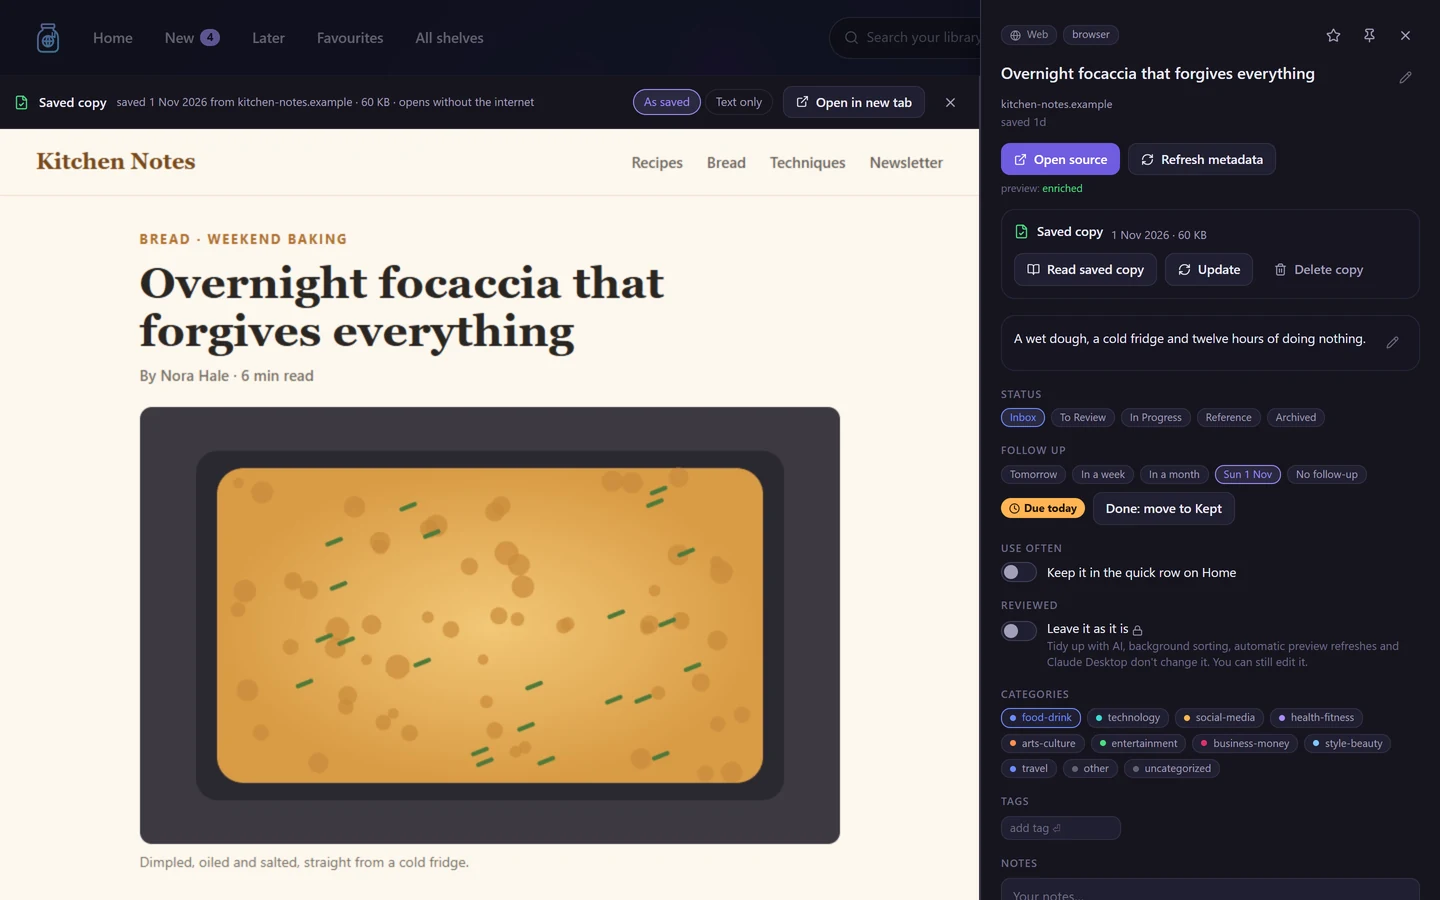 Home
New 4
Later
Favourites
All shelves
Search your library
Saved copy saved 1 Nov 2026 from kitchen-notes.example · 60 KB · opens without the internet
As saved
Text only
Open in new tab
Kitchen Notes
Recipes
Bread
Techniques
Newsletter
BREAD · WEEKEND BAKING
Overnight focaccia that
forgives everything
By Nora Hale · 6 min read
Dimpled, oiled and salted, straight from a cold fridge.
Web
browser
Overnight focaccia that forgives everything
kitchen-notes.example
saved 1d
Open source
Refresh metadata
preview: enriched
Saved copy 1 Nov 2026 · 60 KB
Read saved copy
Update
Delete copy
A wet dough, a cold fridge and twelve hours of doing nothing.
STATUS
Inbox
To Review
In Progress
Reference
Archived
FOLLOW UP
Tomorrow
In a week
In a month
Sun 1 Nov
No follow-up
Due today
Done: move to Kept
USE OFTEN
Keep it in the quick row on Home
REVIEWED
Leave it as it is
Tidy up with AI, background sorting, automatic preview refreshes and
Claude Desktop don't change it. You can still edit it.
CATEGORIES
food-drink
technology
social-media
health-fitness
arts-culture
entertainment
business-money
style-beauty
travel
other
uncategorized
TAGS
add tag ⏎
NOTES
Your notes...